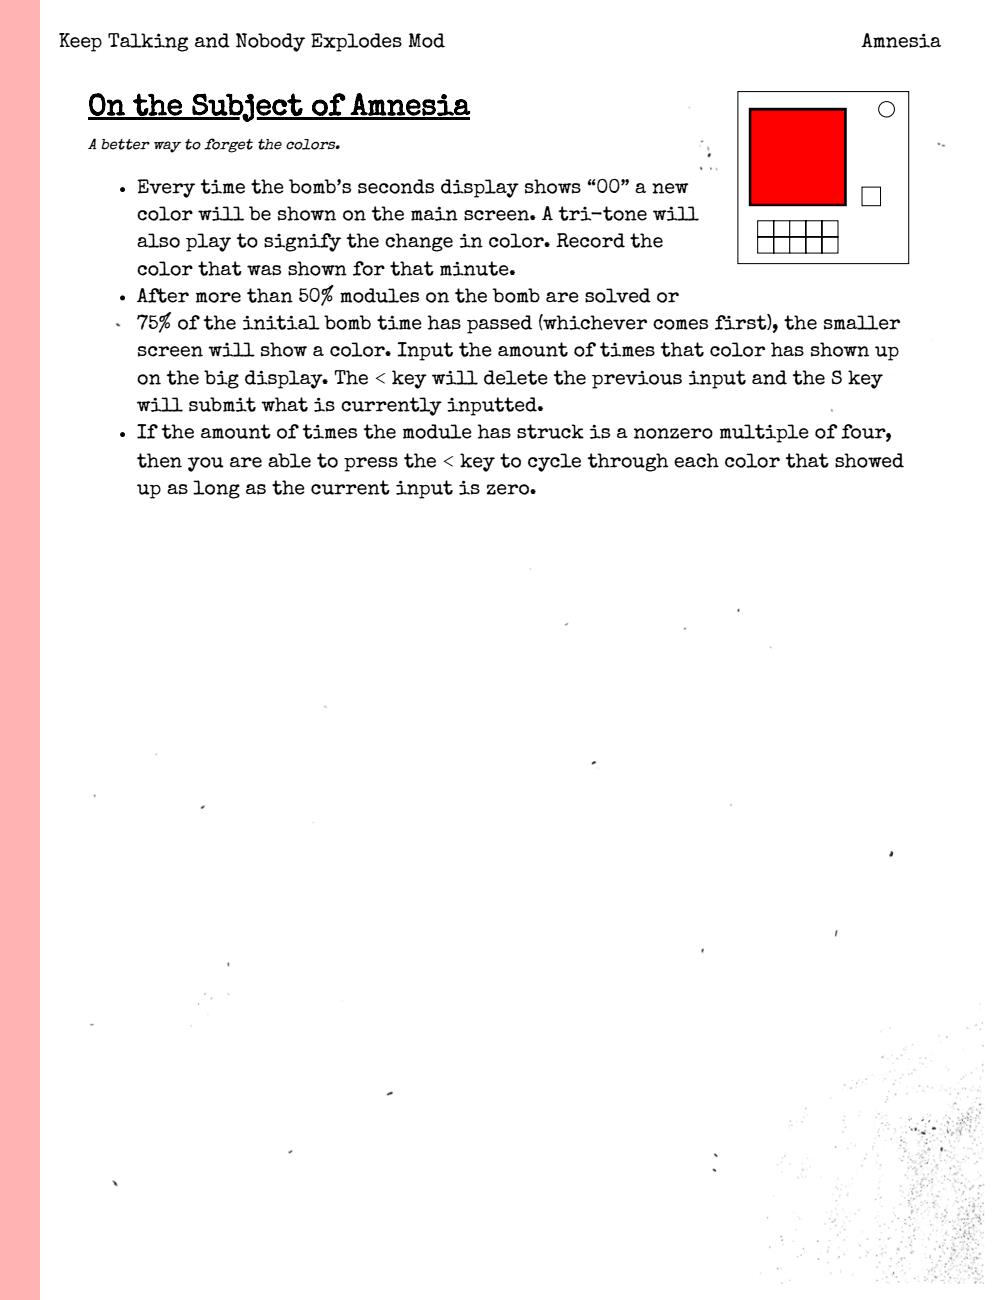 Keep Talking and Nobody Explodes Mod
Amnesia
On the Subject of Amnesia
A better way to forget the colors.
• Every time the bomb's seconds display shows “00” a new
color will be shown on the main screen. A tri-tone will
also play to signify the change in color. Record the
color that was shown for that minute.
• After more than 50% modules on the bomb are solved or
75% of the initial bomb time has passed (whichever comes first), the smaller
screen will show a color. Input the amount of times that color has shown up
on the big display. The < key will delete the previous input and the S key
will submit what is currently inputted.
• If the amount of times the module has struck is a nonzero multiple of four,
then you are able to press the < key to cycle through each color that showed
up as long as the current input is zero.